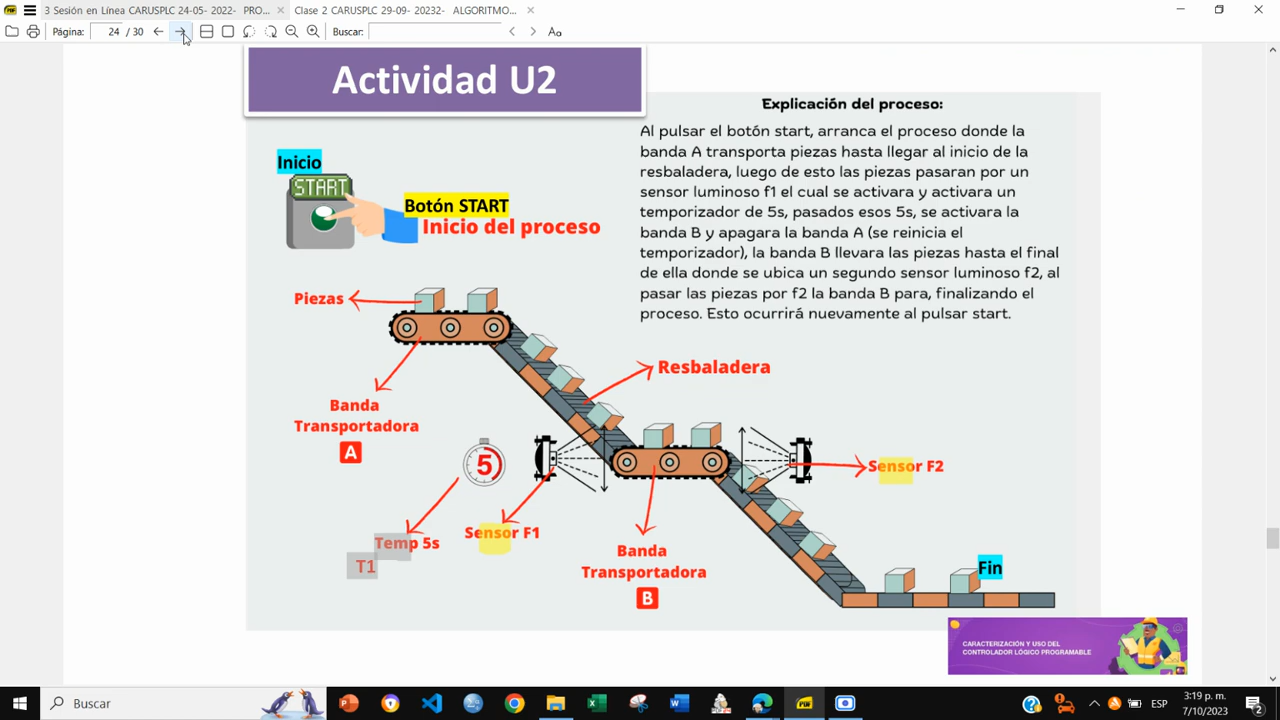 3 Sesión en Línea CARUSPLC 24-05- 2022- PRO...
Clase 2 CARUSPLC 29-09- 20232- ALGORITMO...
Página: 24 / 30
Buscar:
Aa
Actividad U2
Explicación del proceso:
Al pulsar el botón start, arranca el proceso donde la
banda A transporta piezas hasta llegar al inicio de la
resbaladera, luego de esto las piezas pasaran por un
sensor luminoso f1 el cual se activara y activara un
temporizador de 5s, pasados esos 5s, se activara la
banda B y apagara la banda A (se reinicia el
temporizador), la banda B llevara las piezas hasta el final
de ella donde se ubica un segundo sensor luminoso f2, al
pasar las piezas por f2 la banda B para, finalizando el
proceso. Esto ocurrirá nuevamente al pulsar start.
Inicio
START
Botón START
Inicio del proceso
Piezas
Resbaladera
Banda
Transportadora
A
5
Sensor F2
Sensor F1
Temp 5s
T1
Banda
Transportadora
B
Fin
CARACTERIZACIÓN Y USO DEL
CONTROLADOR LÓGICO PROGRAMABLE
Buscar
ESP
3:19 p. m.
7/10/2023
2